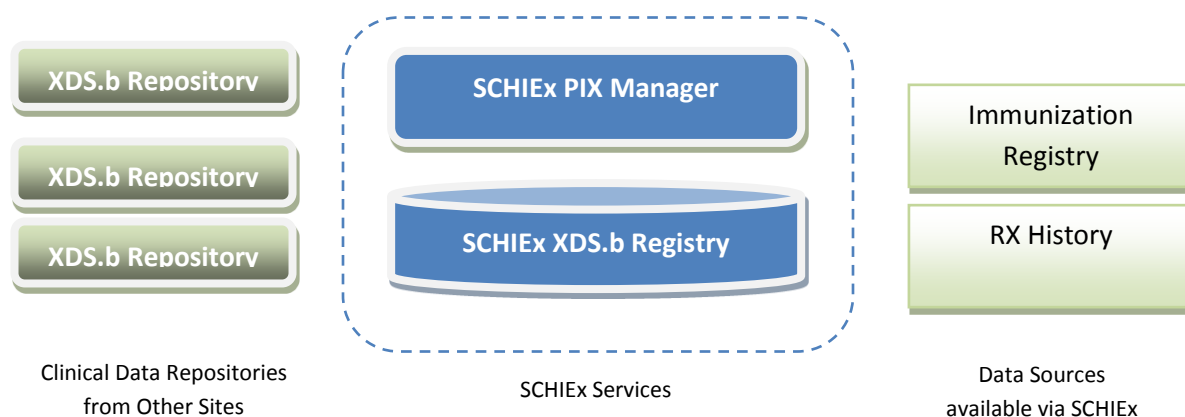 XDS.b Repository
XDS.b Repository
XDS.b Repository
Clinical Data Repositories
from Other Sites
SCHIEx PIX Manager
SCHIEx XDS.b Registry
SCHIEx Services
Immunization
Registry
RX History
Data Sources
available via SCHIEx